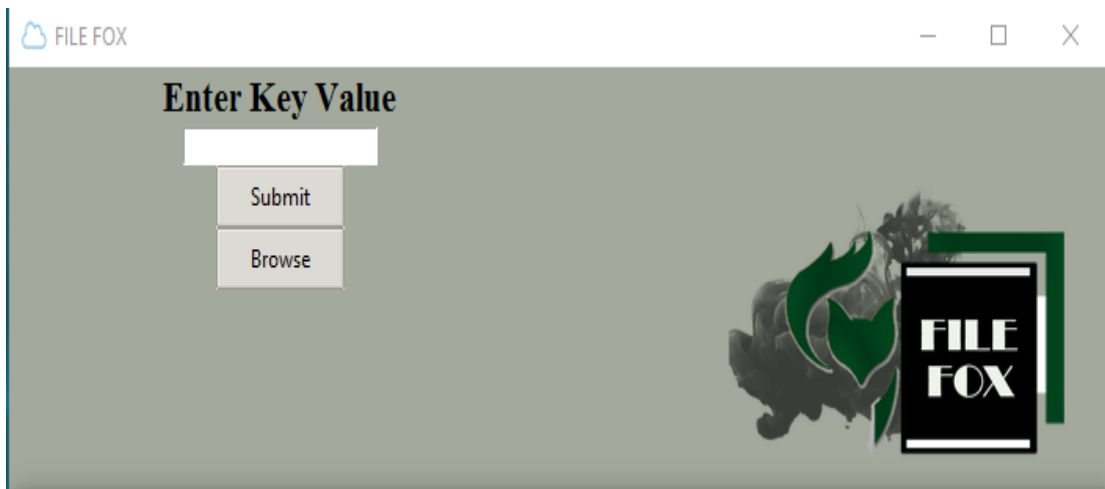 FILE FOX
Enter Key Value
Submit
Browse
FILE
FOX